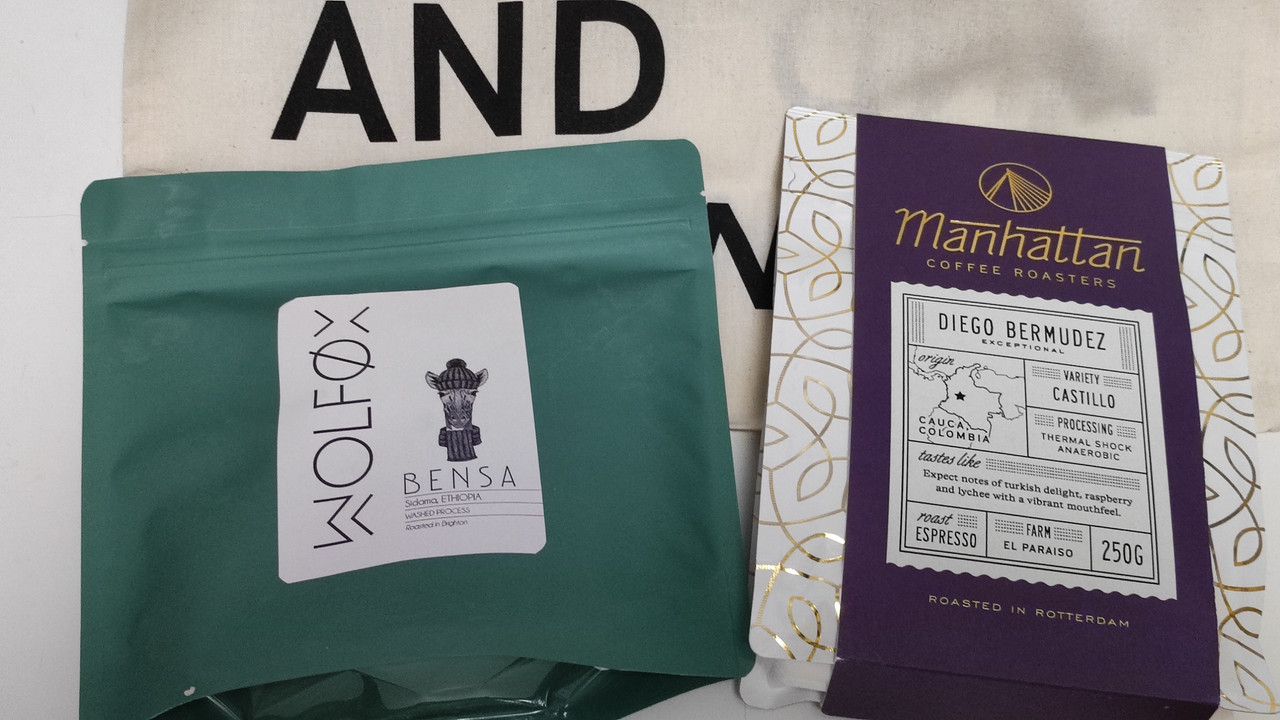 AND
WOLFØX
BENSA
Sidama, ETHIOPIA
WASHED PROCESS
Roasted in Brighton
Manhattan
COFFEE ROASTERS
DIEGO BERMUDEZ
EXCEPTIONAL
origin
CAUCA,
COLOMBIA
VARIETY
CASTILLO
PROCESSING
THERMAL SHOCK
ANAEROBIC
tastes like
Expect notes of turkish delight, raspberry
and lychee with a vibrant mouthfeel.
roast
ESPRESSO
FARM
EL PARAISO
250G
ROASTED IN ROTTERDAM